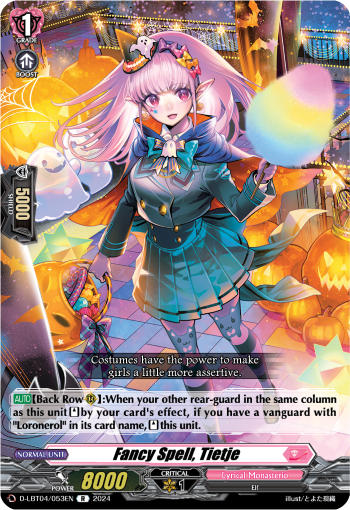 1
GRADE
BOOST
5000
SHIELD
Costumes have the power to make
girls a little more assertive.
AUTO【Back Row R】:When your other rear-guard in the same column
as this unit [↑] by your card's effect, if you have a vanguard with
"Loronerol" in its card name, [↑] this unit.
NORMAL UNIT
Fancy Spell, Tietje
POWER 8000
CRITICAL
1
Lyrical Monasterio
Elf
D-LBT04/053EN R 2024
illust/とよた瑣織